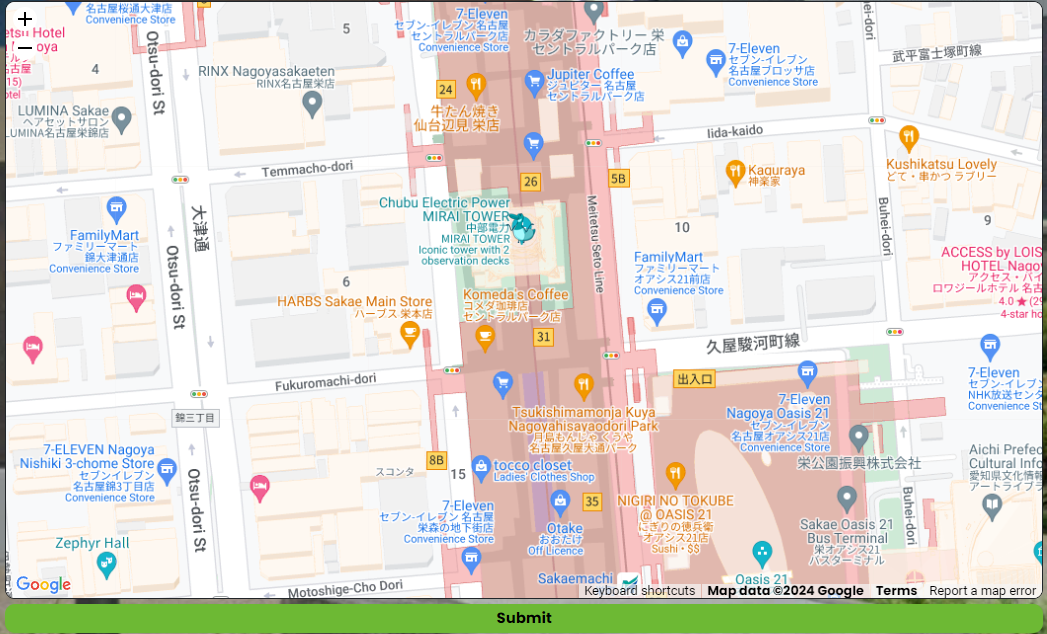 名古屋桜通大津店
Convenience Store
etsu Hotel
oya
名古屋
15)
otel
4
5
Otsu-dori St
7-Eleven
セブン-イレブン 名古屋
セントラルパーク店
Convenience Store
カラダファクトリー 栄
セントラルパーク店
7-Eleven
セブン-イレブン
名古屋ブロッサ店
Convenience Store
ei-dori
武平冨士塚町線
RINX Nagoyasakaeten
RINX名古屋栄店
24
Jupiter Coffee
ジュピター 名古屋
セントラルパーク店
LUMINA Sakae
ヘアセットサロン
LUMINA名古屋栄錦店
牛たん焼き
仙台辺見 栄店
Iida-kaido
Temmacho-dori
26
5B
Kaguraya
神楽家
Kushikatsu Lovely
どて・串かつ ラブリー
Chubu Electric Power
MIRAI TOWER
中部電力
MIRAI TOWER
Iconic tower with 2
observation decks
Meitetsu Seto Line
10
Buhei-dori
9
大津通
FamilyMart
ファミリーマート
錦大津通店
Convenience Store
Otsu-dori St
6
FamilyMart
ファミリーマート
オアシス21前店
Convenience Store
ACCESS by LOIS
HOTEL Nago
アクセス・バイ
ロワジールホテル 名古
4.0 ★ (29
4-star ho
HARBS Sakae Main Store
ハーブス 栄本店
Komeda's Coffee
コメダ珈琲店
セントラルパーク店
31
久屋駿河町線
Fukuromachi-dori
出入口
錦三丁目
7-Eleven
セブン-イレブン
NHK放送セン
Convenience St
7-Eleven
Nagoya Oasis 21
セブン-イレブン
名古屋オアシス21店
Convenience Store
Tsukishimamonja Kuya
Nagoyahisayaodori Park
月島もんじゃ くうや
名古屋久屋大通パーク
7-ELEVEN Nagoya
Nishiki 3-chome Store
セブンイレブン
名古屋錦3丁目店
Convenience Store
スコンタ
8B
15
tocco closet
Ladies' Clothes Shop
栄公園振興株式会社
Aichi Prefec
Cultural Info
愛知県文化情報
アートライブラ
Otsu-dori St
35
NIGIRI NO TOKUBE
@ OASIS 21
にぎりの徳兵衛
オアシス21店
Sushi・$$
7-Eleven
セブン-イレブン 名古屋
栄森の地下街店
Convenience Store
Otake
おおだけ
Off Licence
Sakae Oasis 21
Bus Terminal
栄オアシス21
バスターミナル
Buhei-dori
Zephyr Hall
Sakaemachi
Oasis 21
Google
Motoshige-Cho Dori
Keyboard shortcuts
Map data ©2024 Google
Terms
Report a map error
Submit